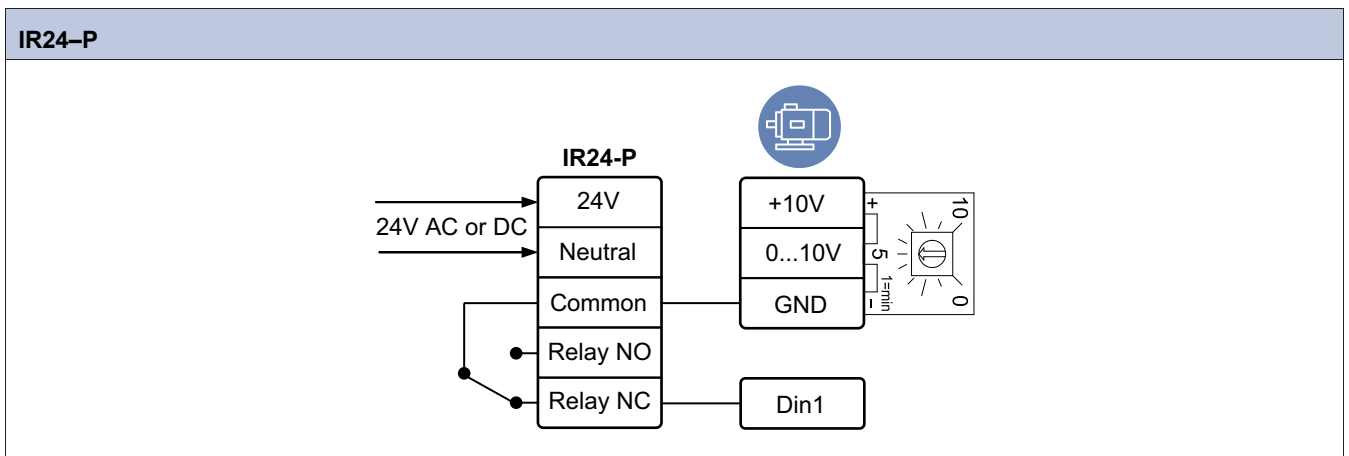 IR24–P
IR24-P
24V AC or DC
24V
Neutral
Common
Relay NO
Relay NC
+10V
0...10V
GND
Din1
+
-
10
5
1=min
0